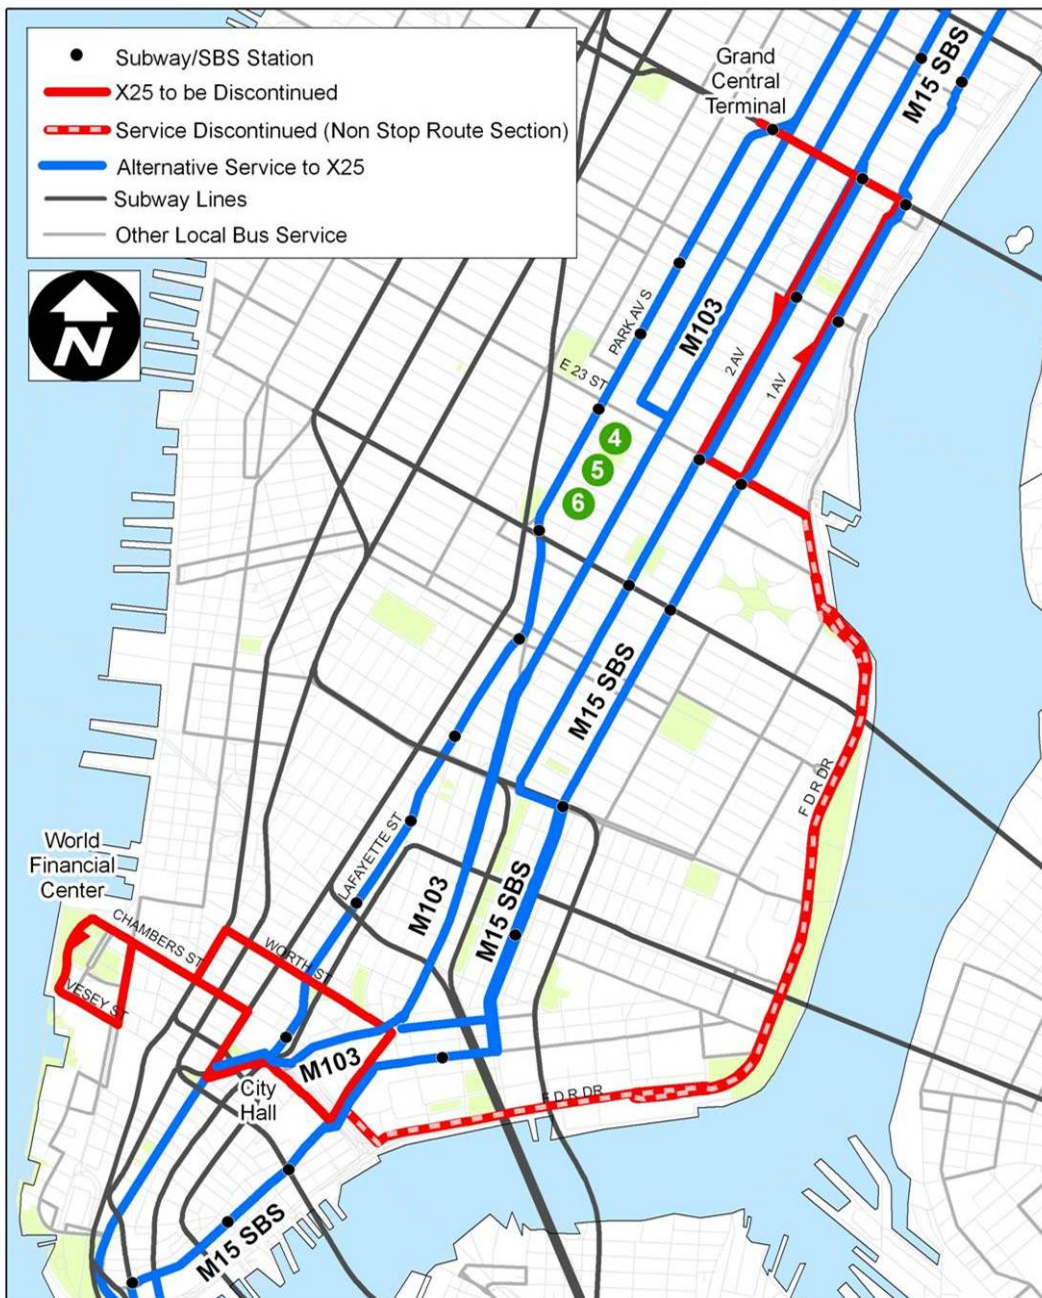 Subway/SBS Station
X25 to be Discontinued
Service Discontinued (Non Stop Route Section)
Alternative Service to X25
Subway Lines
Other Local Bus Service
N
Grand
Central
Terminal
M15 SBS
PARK AV S
M103
E 23 ST
2 AV
1 AV
4
5
6
M15 SBS
F D R DR
LAFAYETTE ST
M103
M15 SBS
World
Financial
Center
CHAMBERS ST
WORTH ST
VESEY ST
M103
City
Hall
F D R DR
M15 SBS